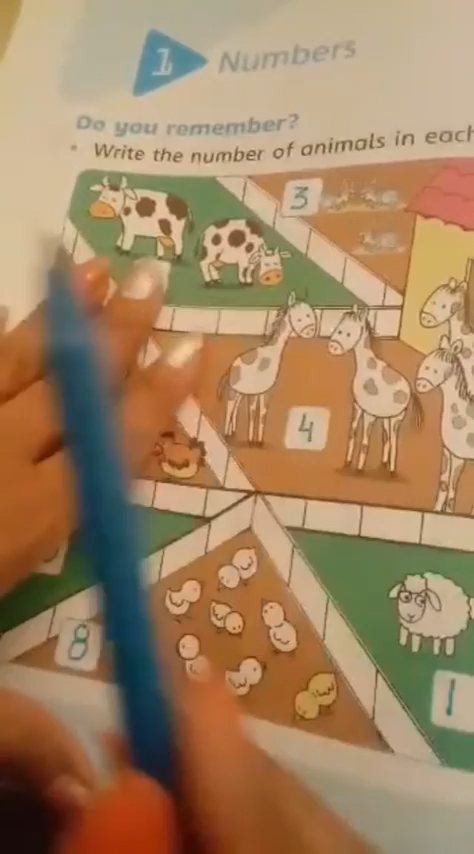 1 Numbers
Do you remember?
• Write the number of animals in each
3
4
8
1